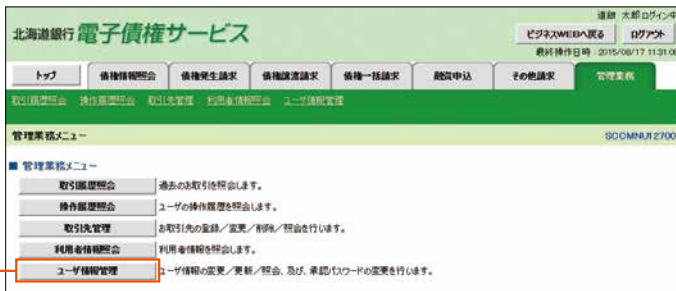 道銀 太郎ログイン中
北海道銀行 電子債権サービス
ビジネスWEBへ戻る ログアウト
最終操作日時:2015/08/17 11:31:0
トップ 債権情報照会 債権発生請求 債権譲渡請求 債権一括請求 融資申込 その他請求 管理業務
取引履歴照会 操作履歴照会 取引先管理 利用者情報照会 ユーザ情報管理
管理業務メニュー SCCMNU12700
■ 管理業務メニュー
取引履歴照会 過去のお取引を照会します。
操作履歴照会 ユーザの操作履歴を照会します。
取引先管理 お取引先の登録/変更/削除/照会を行います。
利用者情報照会 利用者情報を照会します。
ユーザ情報管理 ユーザ情報の変更/更新/照会、及び、承認パスワードの変更を行います。